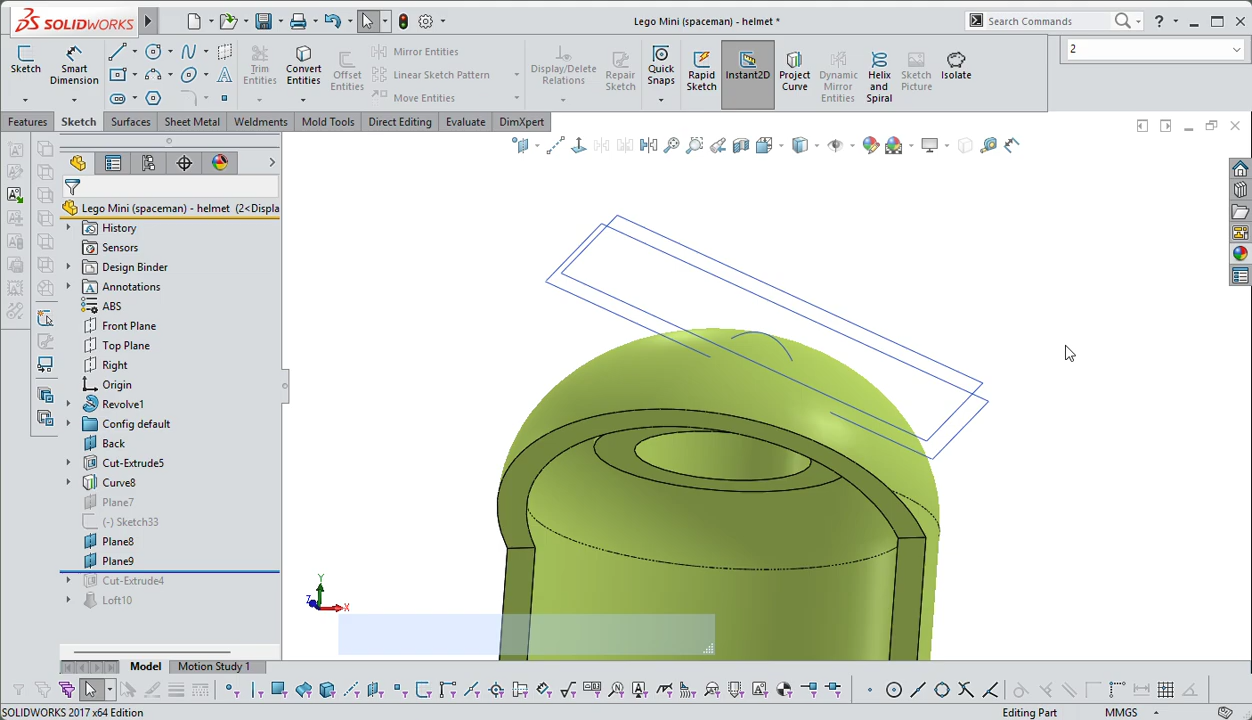 SOLIDWORKS
Lego Mini (spaceman) - helmet *
Search Commands
?
2
Sketch
Smart Dimension
Trim Entities
Convert Entities
Offset Entities
Mirror Entities
Linear Sketch Pattern
Move Entities
Display/Delete Relations
Repair Sketch
Quick Snaps
Rapid Sketch
Instant2D
Project Curve
Dynamic Mirror Entities
Helix and Spiral
Sketch Picture
Isolate
Features
Sketch
Surfaces
Sheet Metal
Weldments
Mold Tools
Direct Editing
Evaluate
DimXpert
Lego Mini (spaceman) - helmet (2<Displa
History
Sensors
Design Binder
Annotations
ABS
Front Plane
Top Plane
Right
Origin
Revolve1
Config default
Back
Cut-Extrude5
Curve8
Plane7
(-) Sketch33
Plane8
Plane9
Cut-Extrude4
Loft10
Y
Z
X
Model
Motion Study 1
SOLIDWORKS 2017 x64 Edition
Editing Part
MMGS